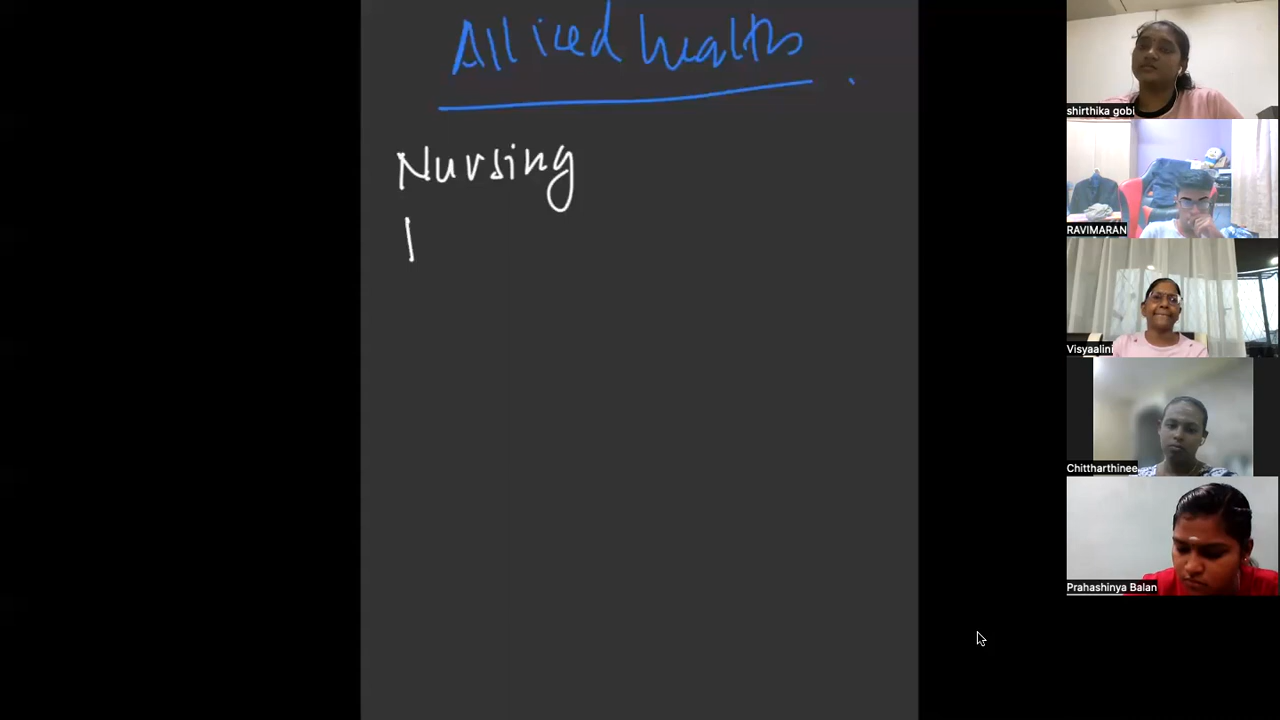 Allied health
Nursing
shirthika gobi
RAVIMARAN
Visyaalini
Chittharthinee
Prahashinya Balan